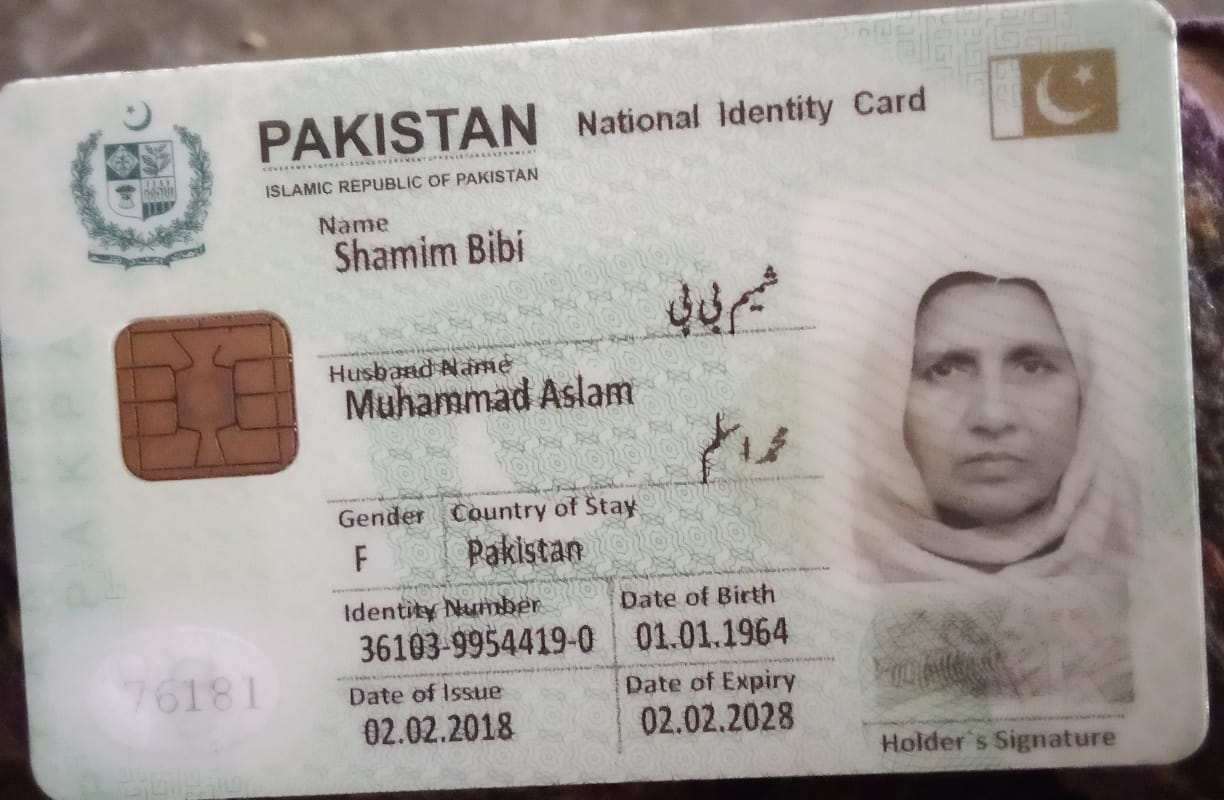 PAKISTAN National Identity Card
ISLAMIC REPUBLIC OF PAKISTAN
Name
Shamim Bibi
شمیم بی بی
Husband Name
Muhammad Aslam
محمد اسلم
Gender Country of Stay
F Pakistan
Identity Number Date of Birth
36103-9954419-0 01.01.1964
Date of Issue Date of Expiry
02.02.2018 02.02.2028
76181
Holder`s Signature